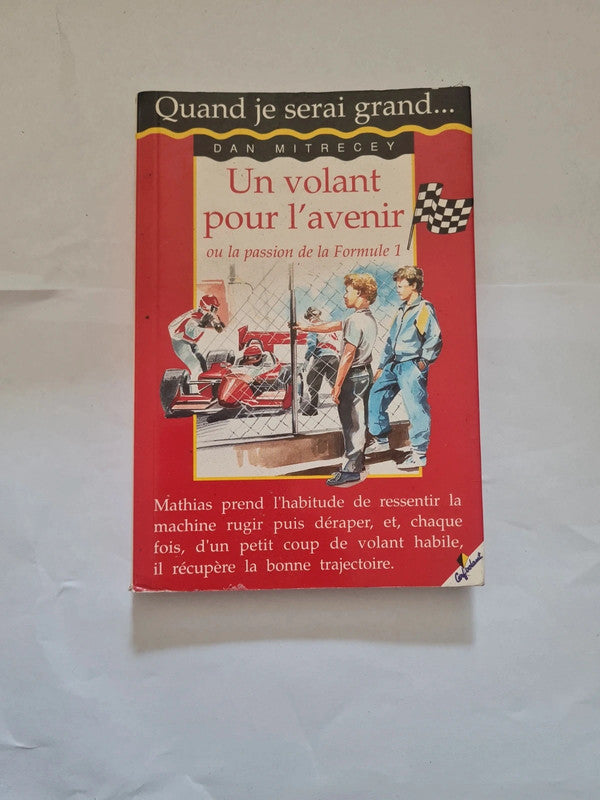 Quand je serai grand...
DAN MITRECEY
Un volant
pour l'avenir
ou la passion de la Formule 1
Mathias prend l'habitude de ressentir la
machine rugir puis déraper, et, chaque
fois, d'un petit coup de volant habile,
il récupère la bonne trajectoire.